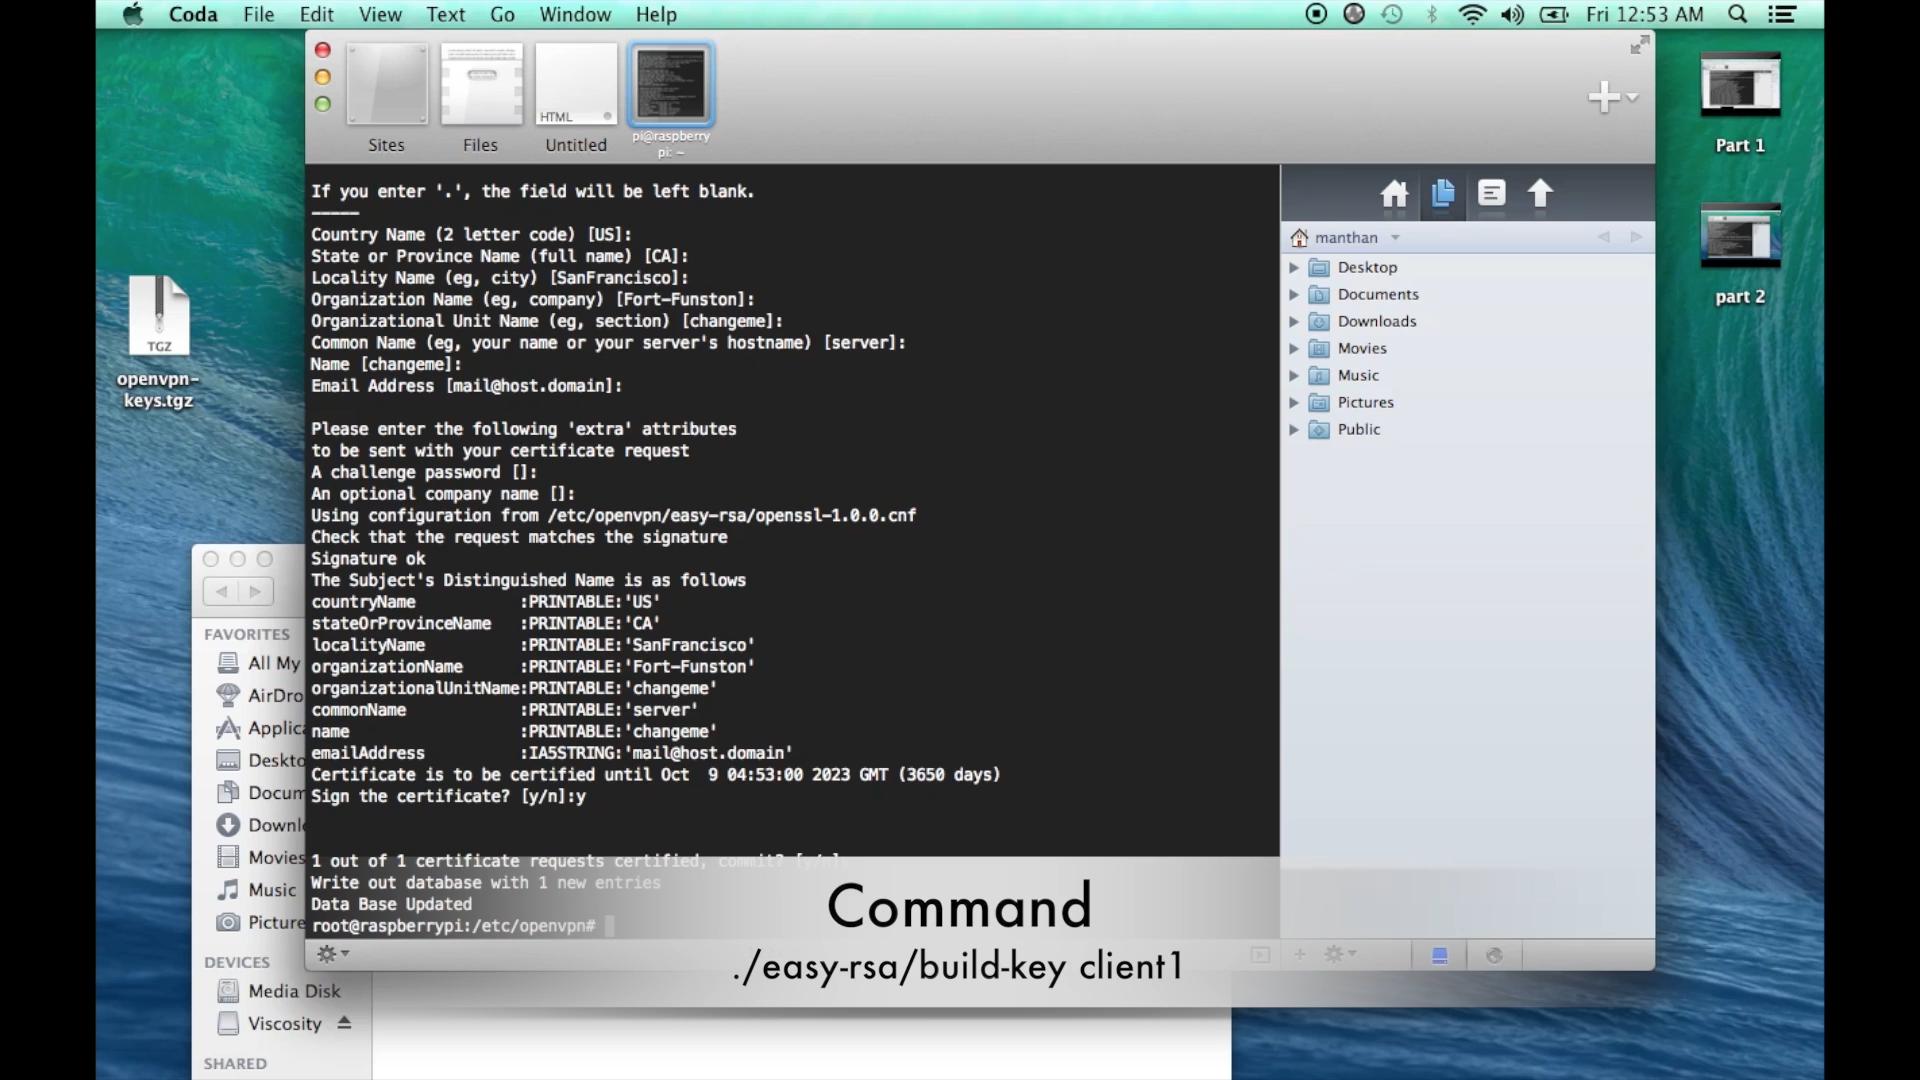 Coda File Edit View Text Go Window Help
Fri 12:53 AM
HTML
Sites
Files
Untitled
pi@raspberry
pi: ~
Part 1
part 2
TGZ
openvpn-
keys.tgz
If you enter '.', the field will be left blank.
-----
Country Name (2 letter code) [US]:
State or Province Name (full name) [CA]:
Locality Name (eg, city) [SanFrancisco]:
Organization Name (eg, company) [Fort-Funston]:
Organizational Unit Name (eg, section) [changeme]:
Common Name (eg, your name or your server's hostname) [server]:
Name [changeme]:
Email Address [mail@host.domain]:
Please enter the following 'extra' attributes
to be sent with your certificate request
A challenge password []:
An optional company name []:
Using configuration from /etc/openvpn/easy-rsa/openssl-1.0.0.cnf
Check that the request matches the signature
Signature ok
The Subject's Distinguished Name is as follows
countryName :PRINTABLE:'US'
stateOrProvinceName :PRINTABLE:'CA'
localityName :PRINTABLE:'SanFrancisco'
organizationName :PRINTABLE:'Fort-Funston'
organizationalUnitName:PRINTABLE:'changeme'
commonName :PRINTABLE:'server'
name :PRINTABLE:'changeme'
emailAddress :IA5STRING:'mail@host.domain'
Certificate is to be certified until Oct  9 04:53:00 2023 GMT (3650 days)
Sign the certificate? [y/n]:y
1 out of 1 certificate requests certified, commit? [y/n]
Write out database with 1 new entries
Data Base Updated
root@raspberrypi:/etc/openvpn#
manthan
Desktop
Documents
Downloads
Movies
Music
Pictures
Public
FAVORITES
All My
AirDro
Applica
Deskto
Docum
Downlo
Movies
Music
Picture
DEVICES
Media Disk
Viscosity
SHARED
Command
./easy-rsa/build-key client1